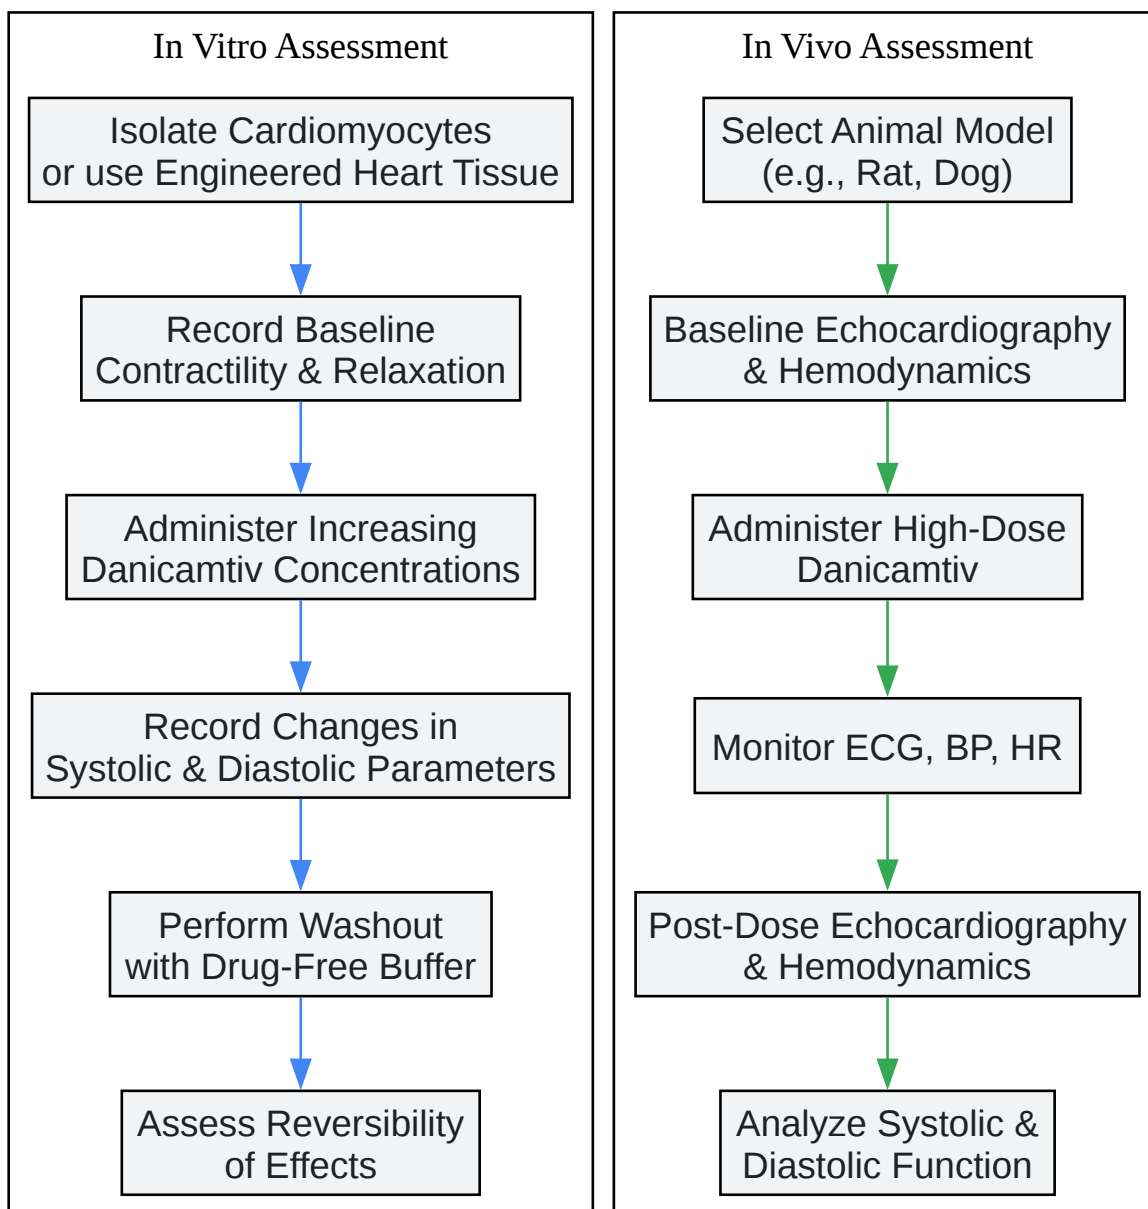 In Vitro Assessment
Isolate Cardiomyocytes
or use Engineered Heart Tissue
Record Baseline
Contractility & Relaxation
Administer Increasing
Danicamtiv Concentrations
Record Changes in
Systolic & Diastolic Parameters
Perform Washout
with Drug-Free Buffer
Assess Reversibility
of Effects
In Vivo Assessment
Select Animal Model
(e.g., Rat, Dog)
Baseline Echocardiography
& Hemodynamics
Administer High-Dose
Danicamtiv
Monitor ECG, BP, HR
Post-Dose Echocardiography
& Hemodynamics
Analyze Systolic &
Diastolic Function